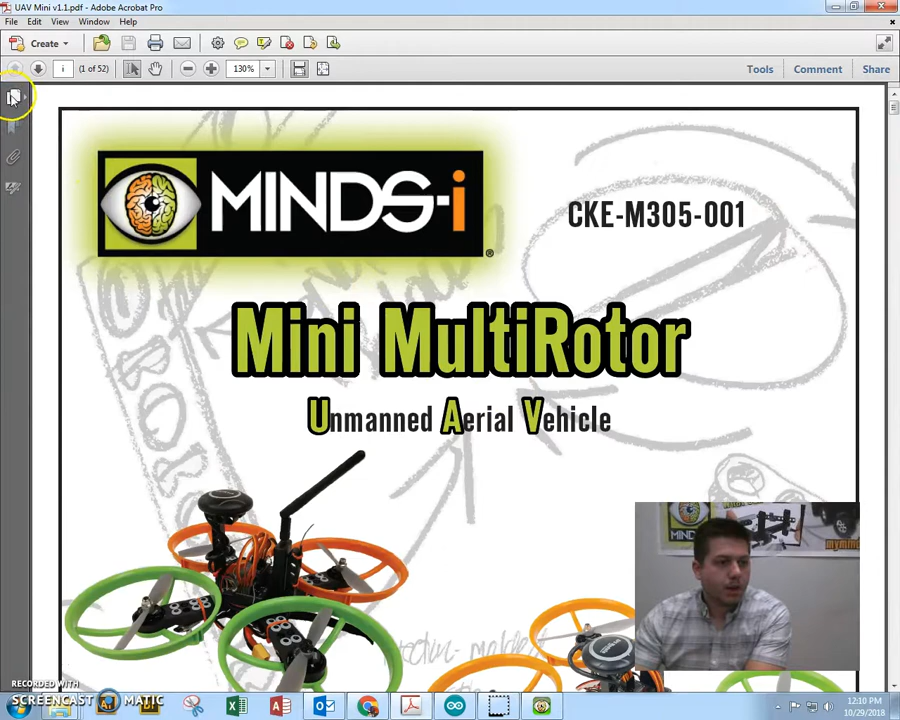 UAV Mini v1.1.pdf - Adobe Acrobat Pro
File Edit View Window Help
Create
i (1 of 52 130% Tools Comment Share
MINDS-i
®
CKE-M305-001
Mini MultiRotor
Unmanned Aerial Vehicle
RECORDED WITH
SCREENCAST MATIC
12:10 PM
10/29/2018